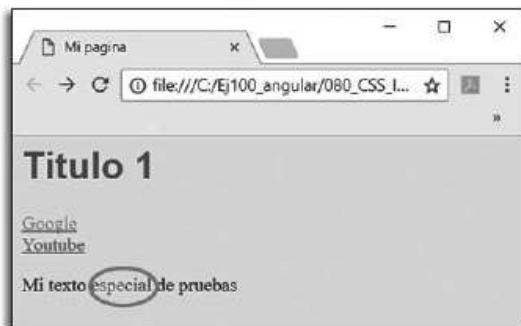 Mi pagina
file:///C:/Ej100_angular/080_CSS_I...
Titulo 1
Google
Youtube
Mi texto especial de pruebas